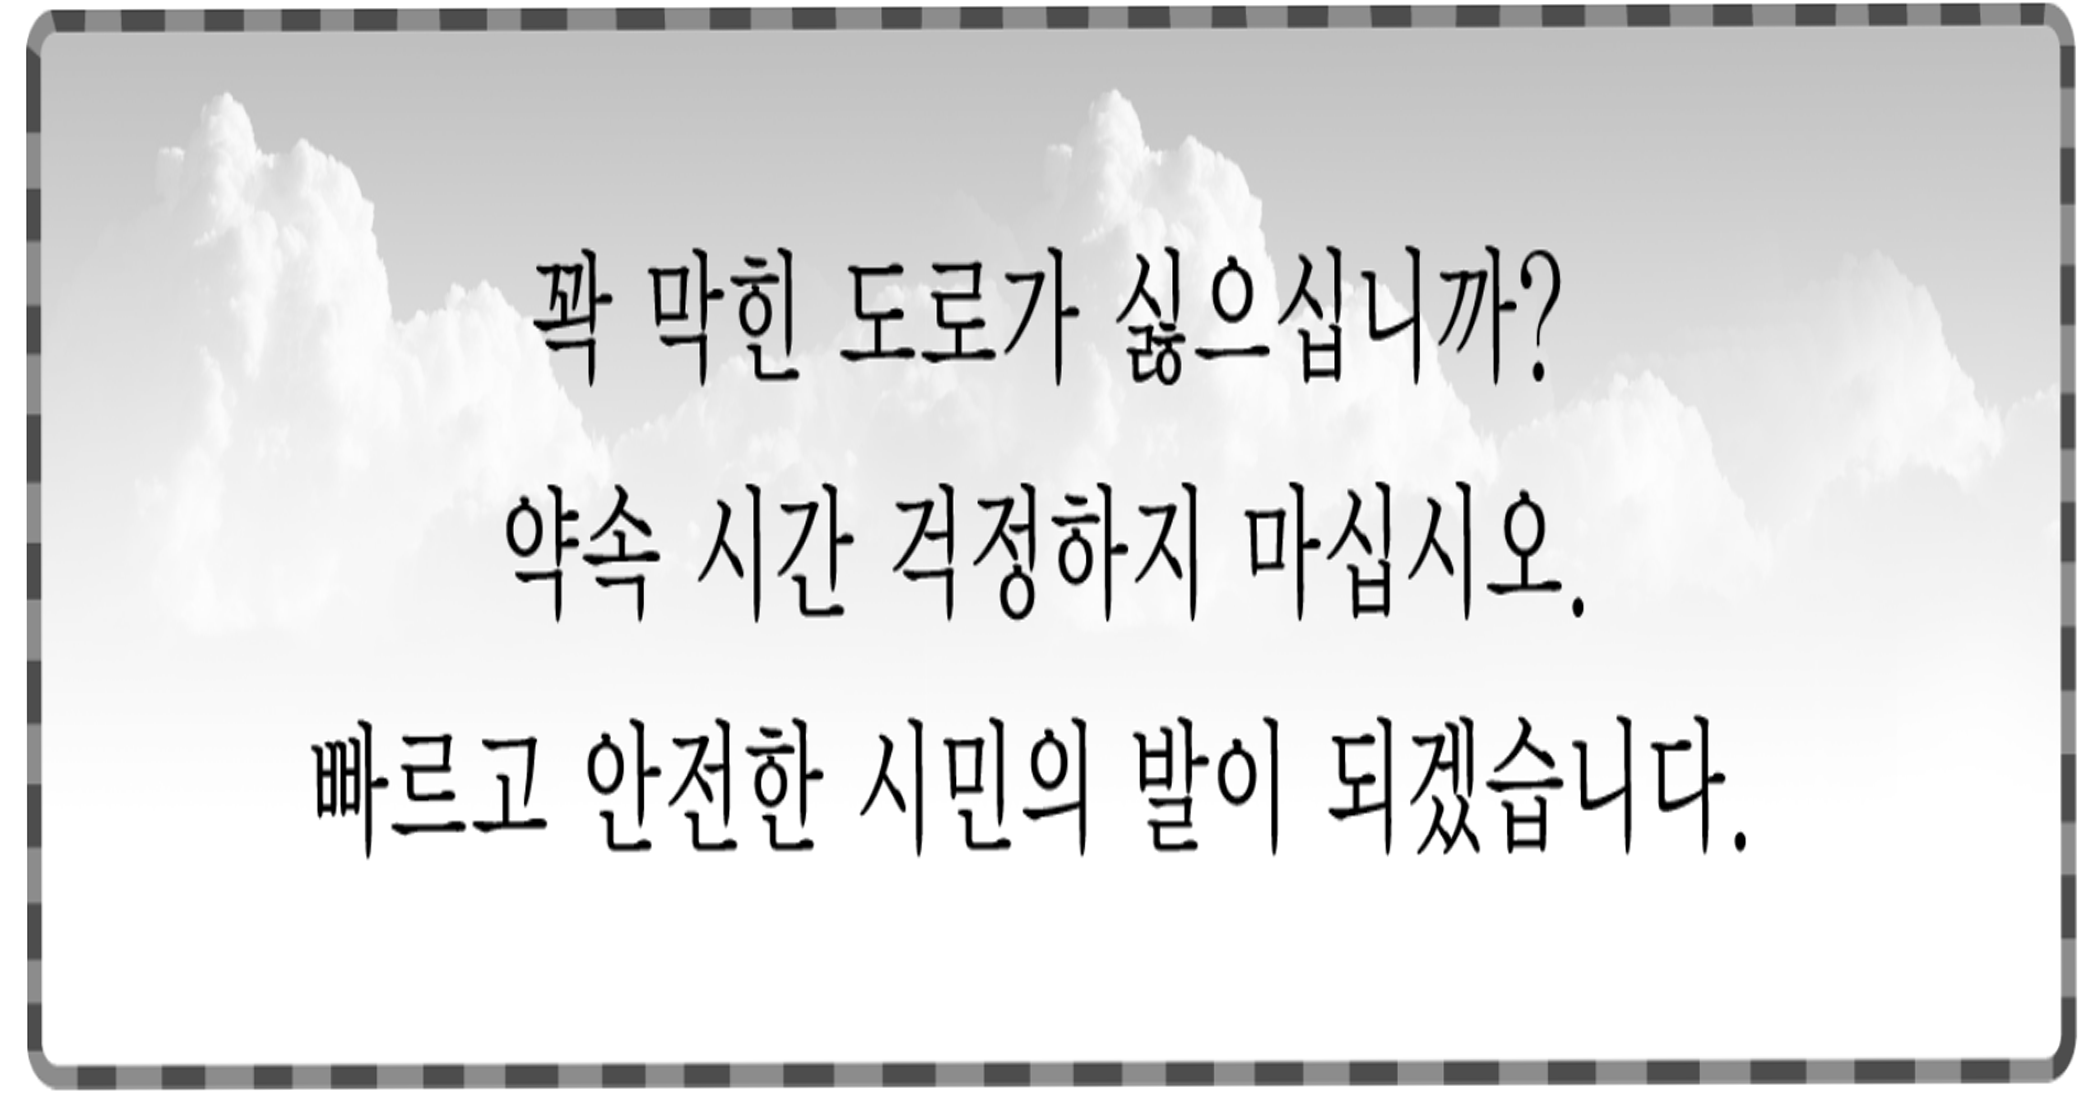 꽉 막힌 도로가 싫으십니까?
약속 시간 걱정하지 마십시오.
빠르고 안전한 시민의 발이 되겠습니다.